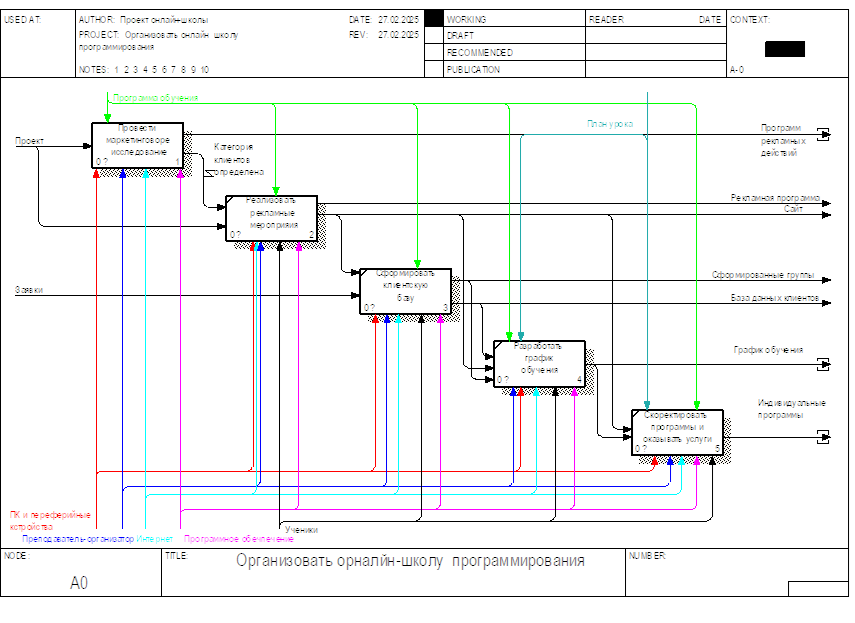 USED AT:
AUTHOR: Проект онлайн-школы
DATE: 27.02.2025
WORKING
READER
DATE
CONTEXT:
PROJECT: Организовать онлайн школу
программирования
REV: 27.02.2025
DRAFT
RECOMMENDED
NOTES: 1 2 3 4 5 6 7 8 9 10
PUBLICATION
A-0
Программа обучения
Провести
маркетинговоре
исследование
0 ?
1
Проект
Категория
клиентов
определена
План урока
Програм
рекламных
действий
Реализовать
рекламные
мероприяия
0 ?
2
Рекланая программа
Сайт
Сформировать
клиентскую
базу
0 ?
3
Заявки
Сформированные группы
База данных клиентов
Разработать
график
обучения
0 ?
4
График обучения
Индивидуальные
программы
Скоректировать
программы и
оказывать услуги
0 ?
5
ПК и переферийные
устройства
Преподаватель-организатор
Интернет
Программное обеспечение
Ученики
NODE:
TITLE:
NUMBER:
A0
Организовать орналйн-школу программирования